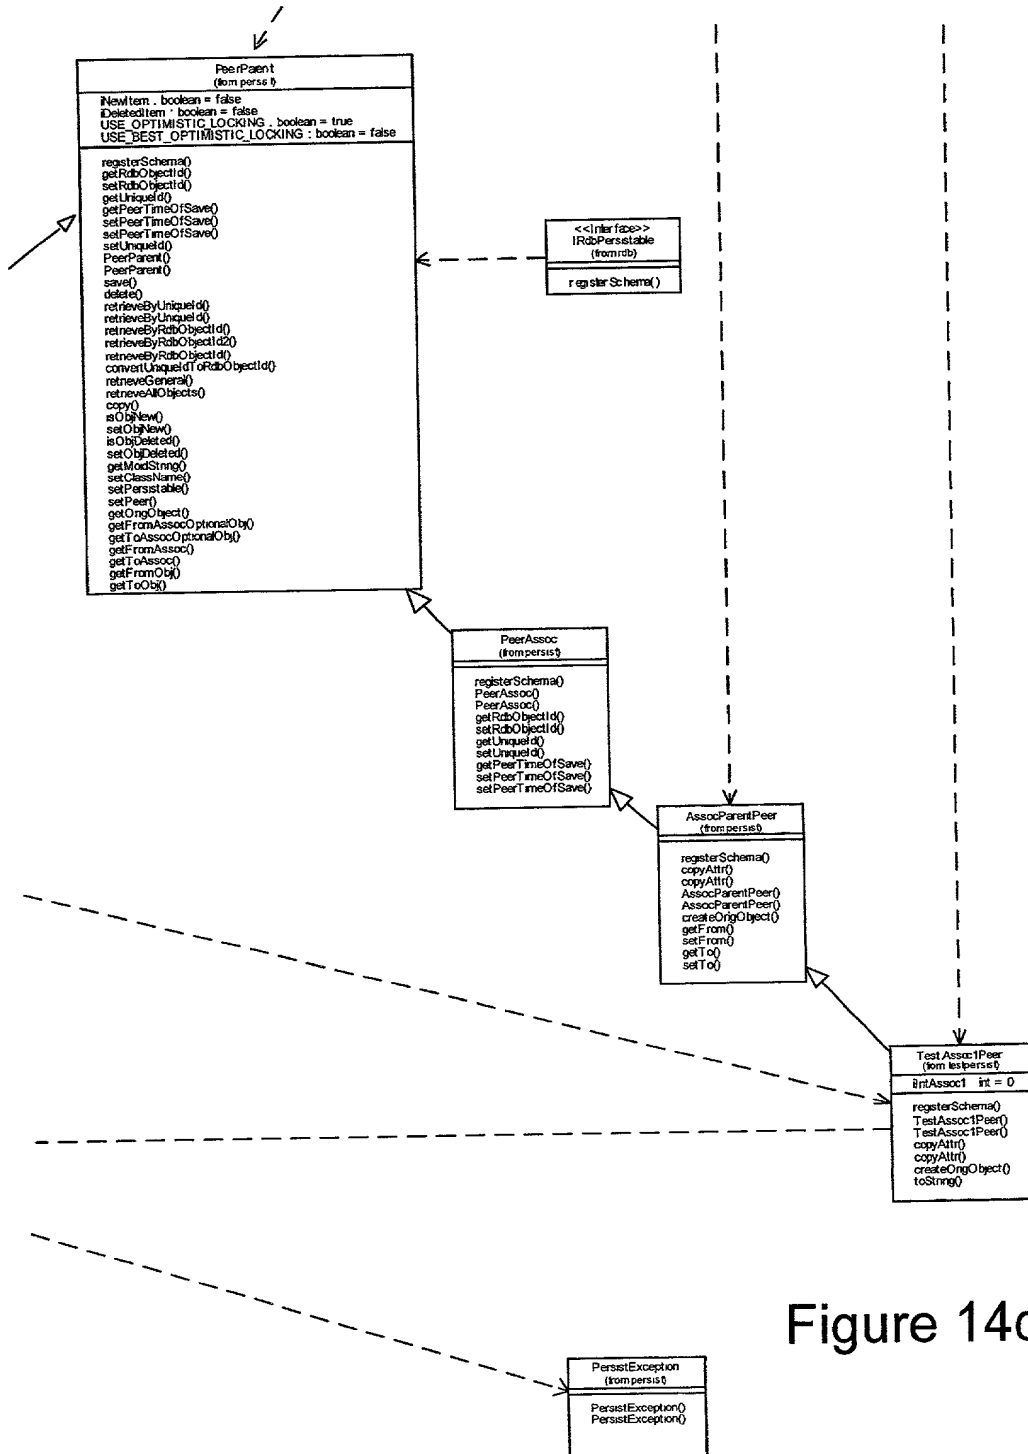 PeerParent
(from persist)
iNewItem : boolean = false
iDeletedItem : boolean = false
USE_OPTIMISTIC_LOCKING : boolean = true
USE_BEST_OPTIMISTIC_LOCKING : boolean = false
registerSchema()
getRdbObjectId()
setRdbObjectId()
getUniqueId()
getPeerTimeOfSave()
setPeerTimeOfSave()
setPeerTimeOfSave()
setUniqueId()
PeerParent()
PeerParent()
save()
delete()
retrieveByUniqueId()
retrieveByUniqueId()
retrieveByRdbObjectId()
retrieveByRdbObjectId2()
retrieveByRdbObjectId()
convertUniqueIdToRdbObjectId()
retrieveGeneral()
retrieveAllObjects()
copy()
isObjNew()
setObjNew()
isObjDeleted()
setObjDeleted()
getModString()
setClassName()
setPersistable()
setPeer()
getOrigObject()
getFromAssocOptionalObj()
getToAssocOptionalObj()
getFromAssoc()
getToAssoc()
getFromObj()
getToObj()
<<Interface>>
IRdbPersistable
(from rdb)
registerSchema()
PeerAssoc
(from persist)
registerSchema()
PeerAssoc()
PeerAssoc()
getRdbObjectId()
setRdbObjectId()
getUniqueId()
setUniqueId()
getPeerTimeOfSave()
setPeerTimeOfSave()
setPeerTimeOfSave()
AssocParentPeer
(from persist)
registerSchema()
copyAttr()
copyAttr()
AssocParentPeer()
AssocParentPeer()
createOrigObject()
getFrom()
setFrom()
getTo()
setTo()
TestAssoc1Peer
(from testpersist)
iIntAssoc1 int = 0
registerSchema()
TestAssoc1Peer()
TestAssoc1Peer()
copyAttr()
copyAttr()
createOrigObject()
toString()
PersistException
(from persist)
PersistException()
PersistException()
Figure 14